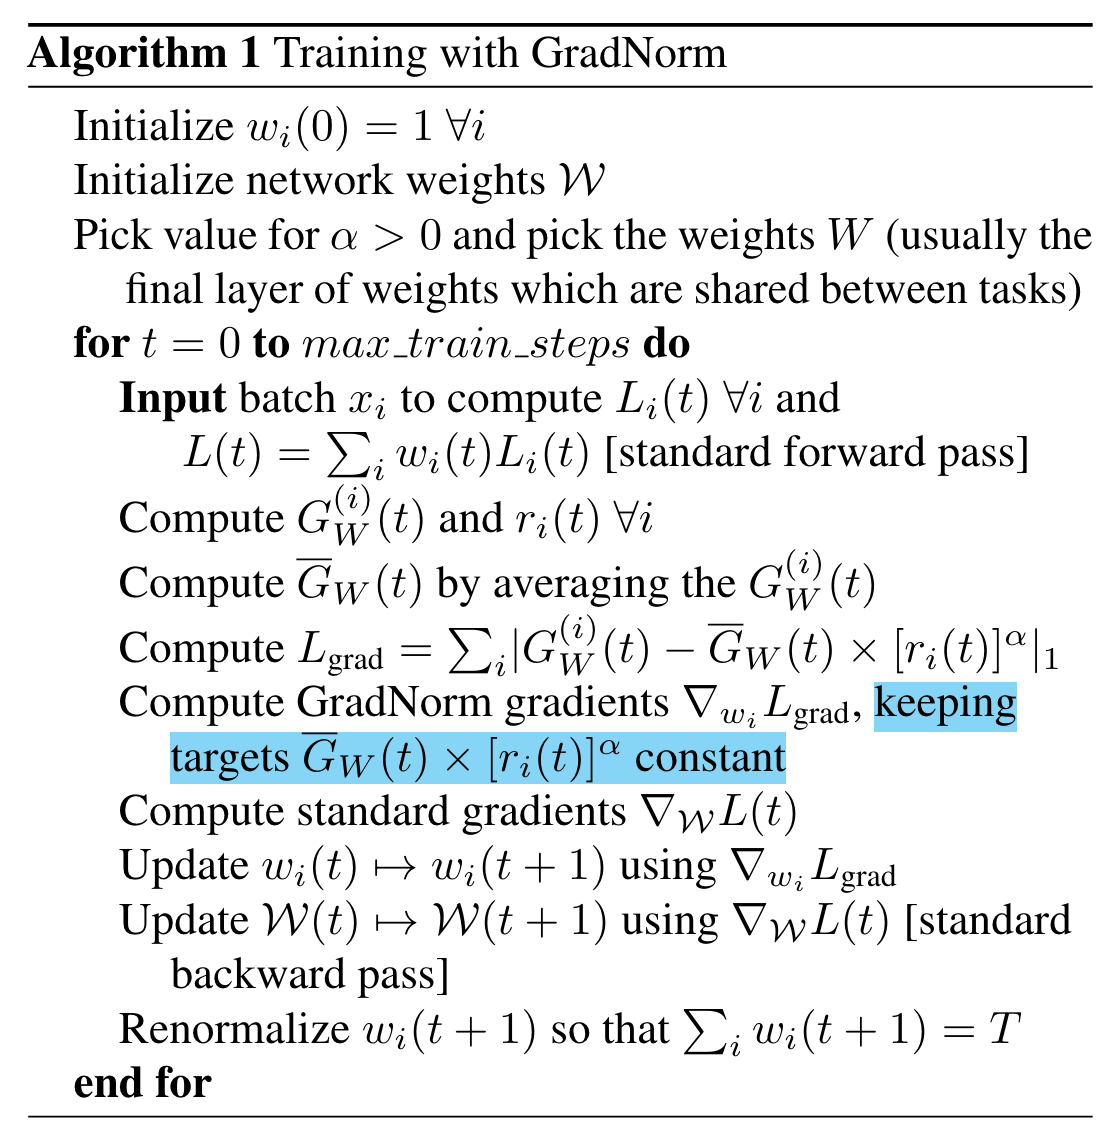 Algorithm 1 Training with GradNorm
Initialize $w_i(0) = 1 \ \forall i$
Initialize network weights $\mathcal{W}$
Pick value for $\alpha > 0$ and pick the weights $W$ (usually the
final layer of weights which are shared between tasks)
for $t = 0$ to $max\_train\_steps$ do
Input batch $x_i$ to compute $L_i(t) \ \forall i$ and
$L(t) = \sum_i w_i(t) L_i(t)$ [standard forward pass]
Compute $G_W^{(i)}(t)$ and $r_i(t) \ \forall i$
Compute $\overline{G}_W(t)$ by averaging the $G_W^{(i)}(t)$
Compute $L_{\text{grad}} = \sum_i |G_W^{(i)}(t) - \overline{G}_W(t) \times [r_i(t)]^\alpha|_1$
Compute GradNorm gradients $\nabla_{w_i} L_{\text{grad}}$, keeping
targets $\overline{G}_W(t) \times [r_i(t)]^\alpha$ constant
Compute standard gradients $\nabla_{\mathcal{W}} L(t)$
Update $w_i(t) \mapsto w_i(t+1)$ using $\nabla_{w_i} L_{\text{grad}}$
Update $\mathcal{W}(t) \mapsto \mathcal{W}(t+1)$ using $\nabla_{\mathcal{W}} L(t)$ [standard
backward pass]
Renormalize $w_i(t+1)$ so that $\sum_i w_i(t+1) = T$
end for